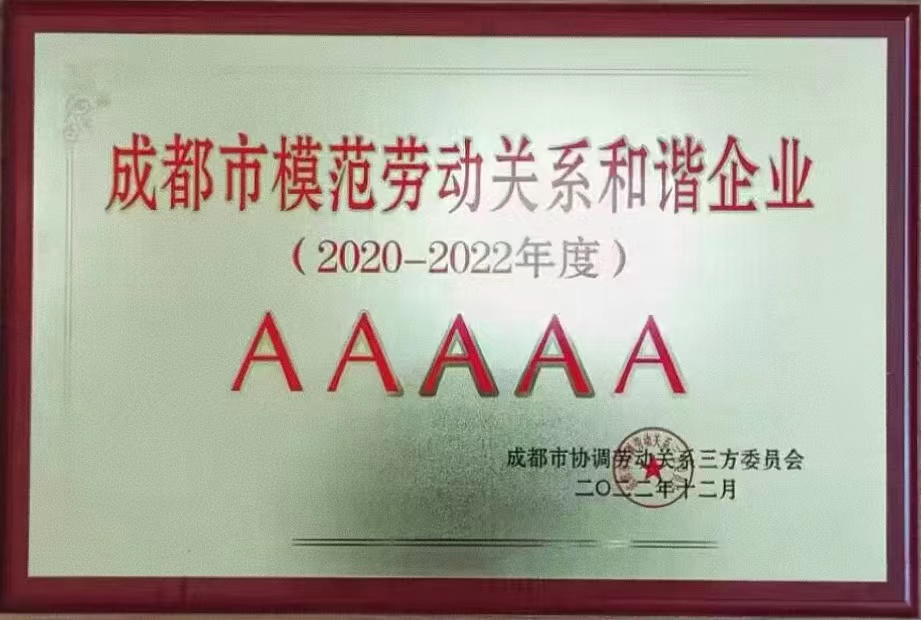 成都市模范劳动关系和谐企业
（2020-2022年度）
AAAAA
成都市协调劳动关系三方委员会
二〇二二年十二月